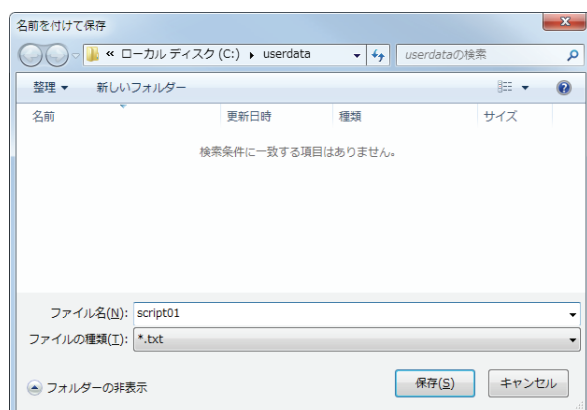 名前を付けて保存
« ローカル ディスク (C:) ▸ userdata
userdataの検索
整理 ▼ 新しいフォルダー
名前 更新日時 種類 サイズ
検索条件に一致する項目はありません。
ファイル名(N): script01
ファイルの種類(T): *.txt
フォルダーの非表示
保存(S) キャンセル